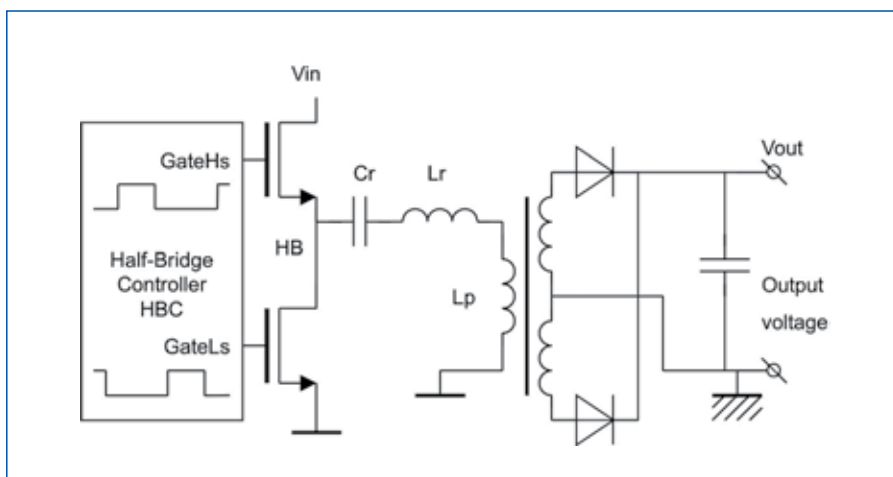 Vin
GateHs
Cr
Lr
Vout
HB
Half-Bridge
Controller
HBC
Lp
Output
voltage
GateLs